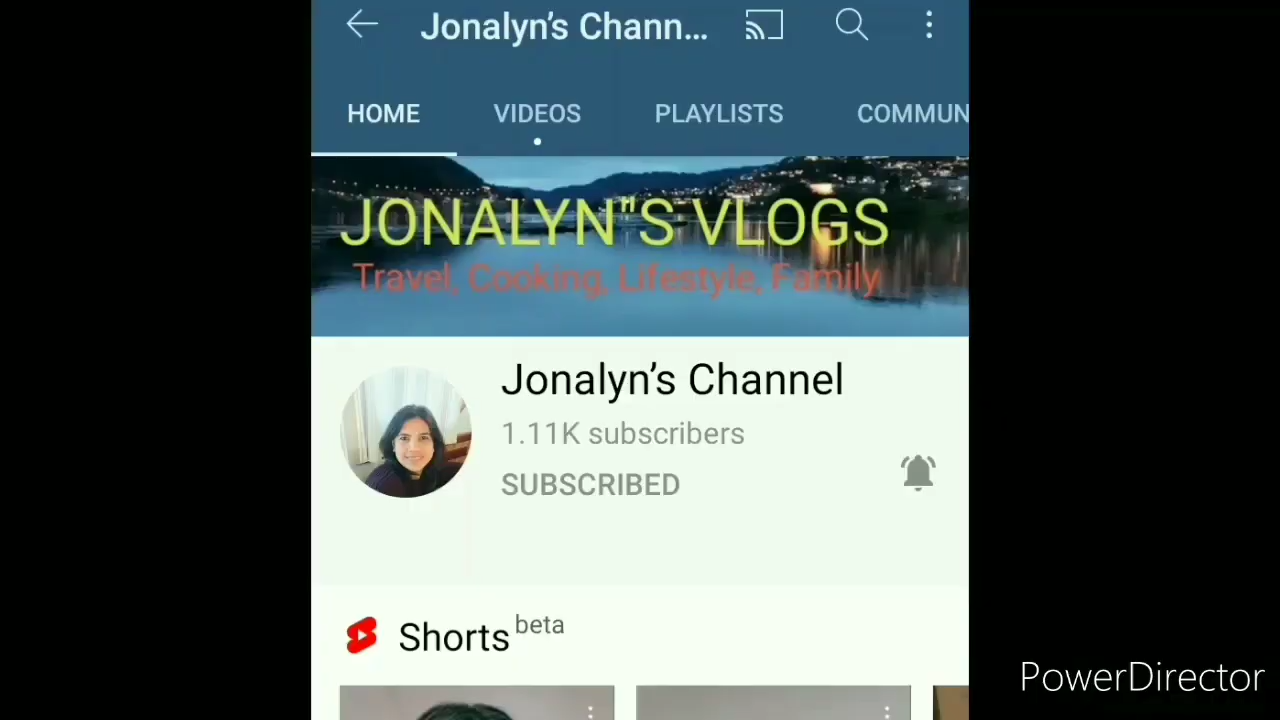 Jonalyn's Chann...
HOME VIDEOS PLAYLISTS COMMUN
JONALYN"S VLOGS
Travel, Cooking, Lifestyle, Family
Jonalyn's Channel
1.11K subscribers
SUBSCRIBED
Shorts beta
PowerDirector